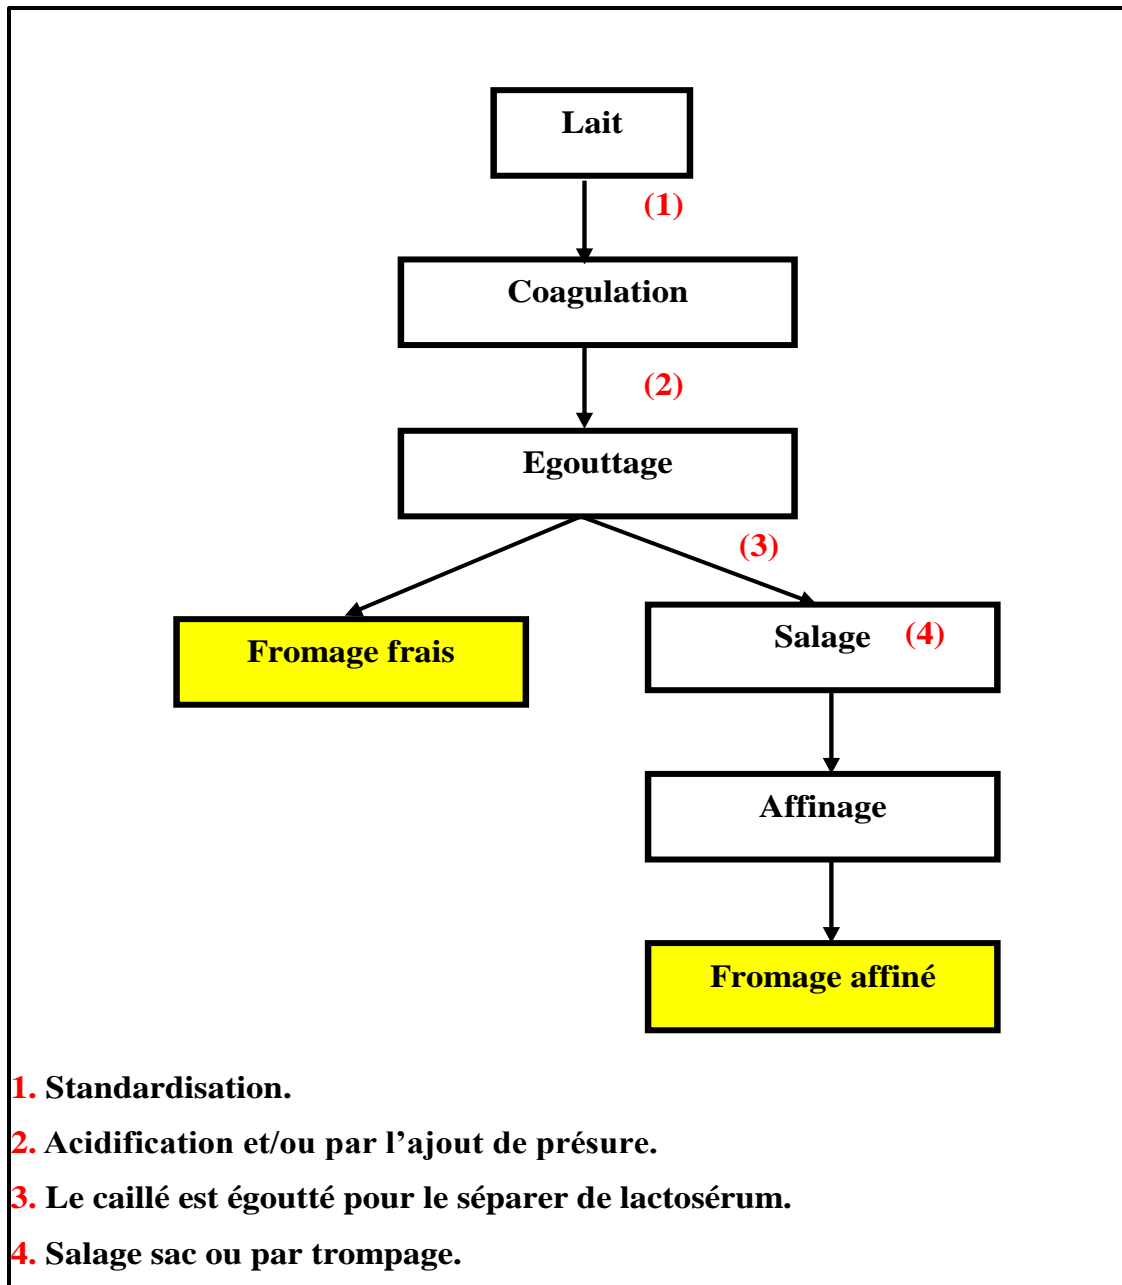 Lait
(1)
Coagulation
(2)
Egouttage
(3)
Fromage frais
Salage (4)
Affinage
Fromage affiné
1. Standardisation.
2. Acidification et/ou par l’ajout de présure.
3. Le caillé est égoutté pour le séparer de lactosérum.
4. Salage sac ou par trompage.